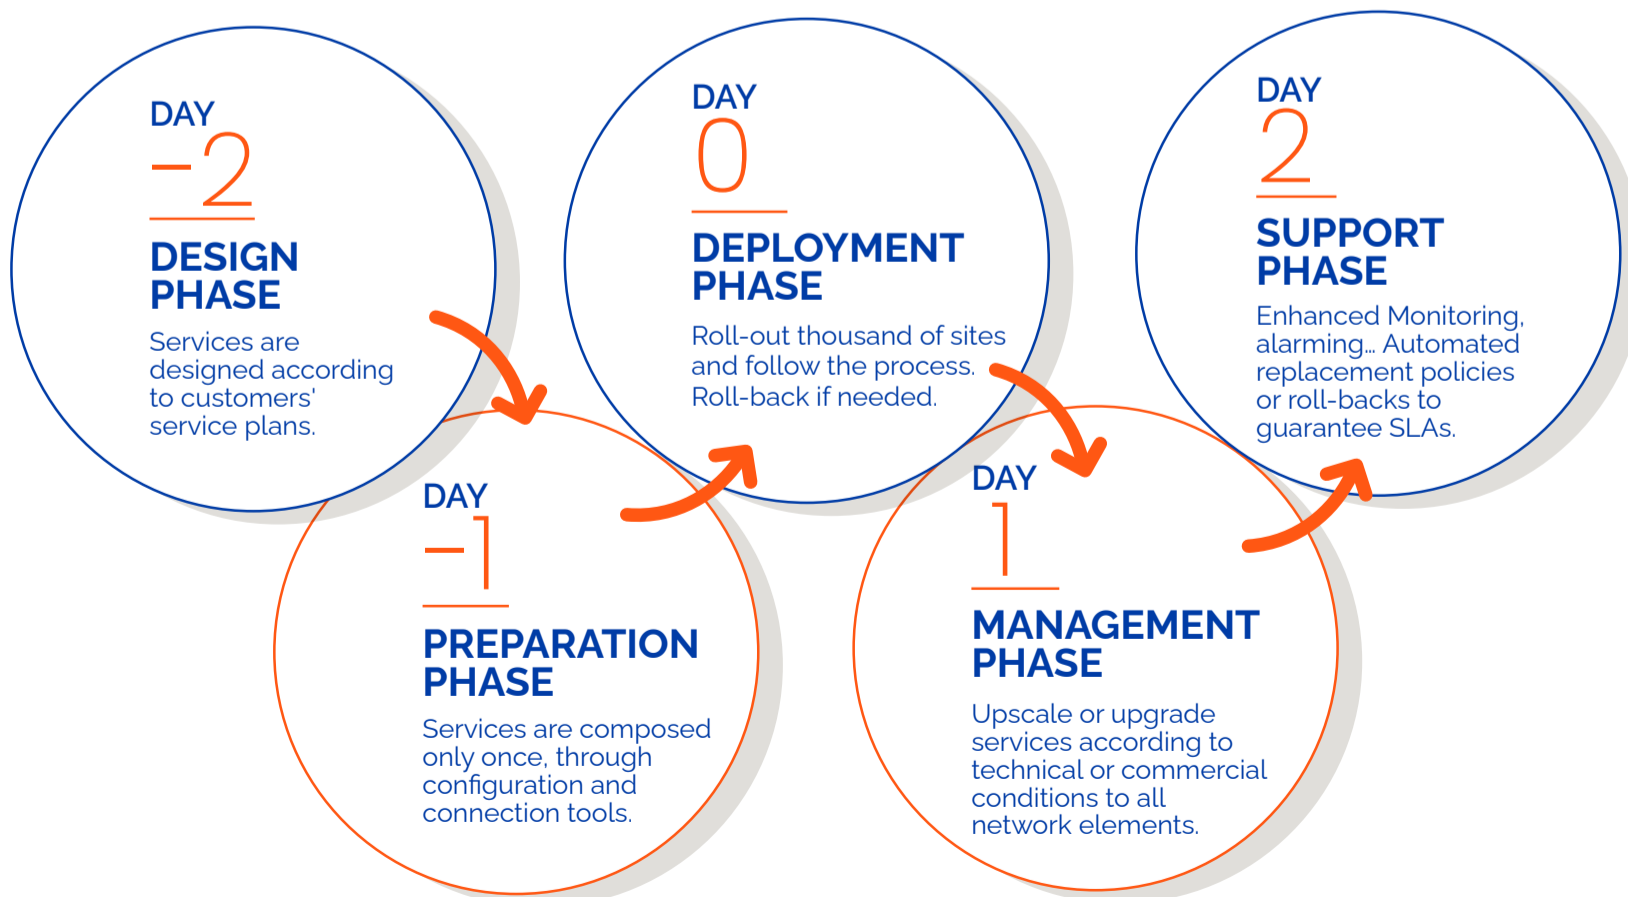 DAY
-2
DESIGN
PHASE
Services are
designed according
to customers'
service plans.
DAY
-1
PREPARATION
PHASE
Services are composed
only once, through
configuration and
connection tools.
DAY
0
DEPLOYMENT
PHASE
Roll-out thousand of sites
and follow the process.
Roll-back if needed.
DAY
1
MANAGEMENT
PHASE
Upscale or upgrade
services according to
technical or commercial
conditions to all
network elements.
DAY
2
SUPPORT
PHASE
Enhanced Monitoring,
alarming... Automated
replacement policies
or roll-backs to
guarantee SLAs.